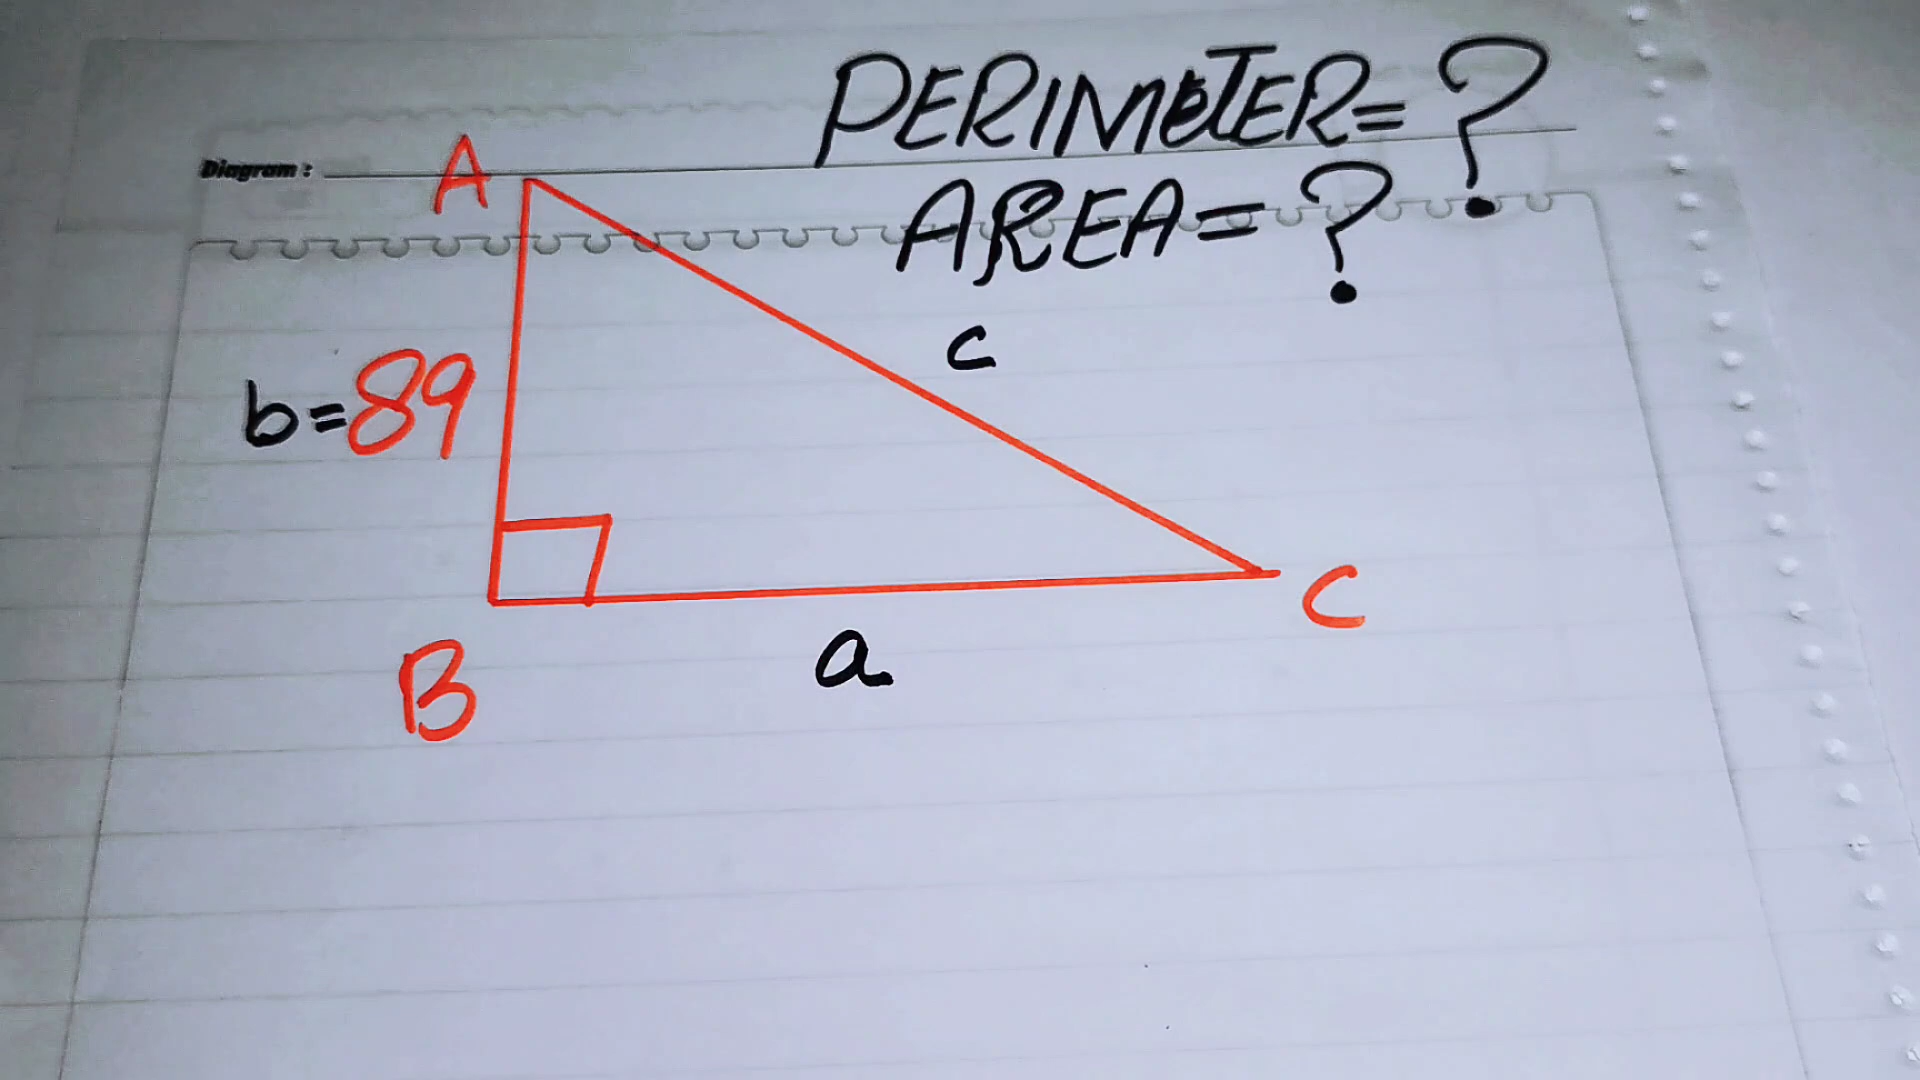 PERIMETER= ?
Diagram :
A
AREA= ?
c
b=89
C
a
B